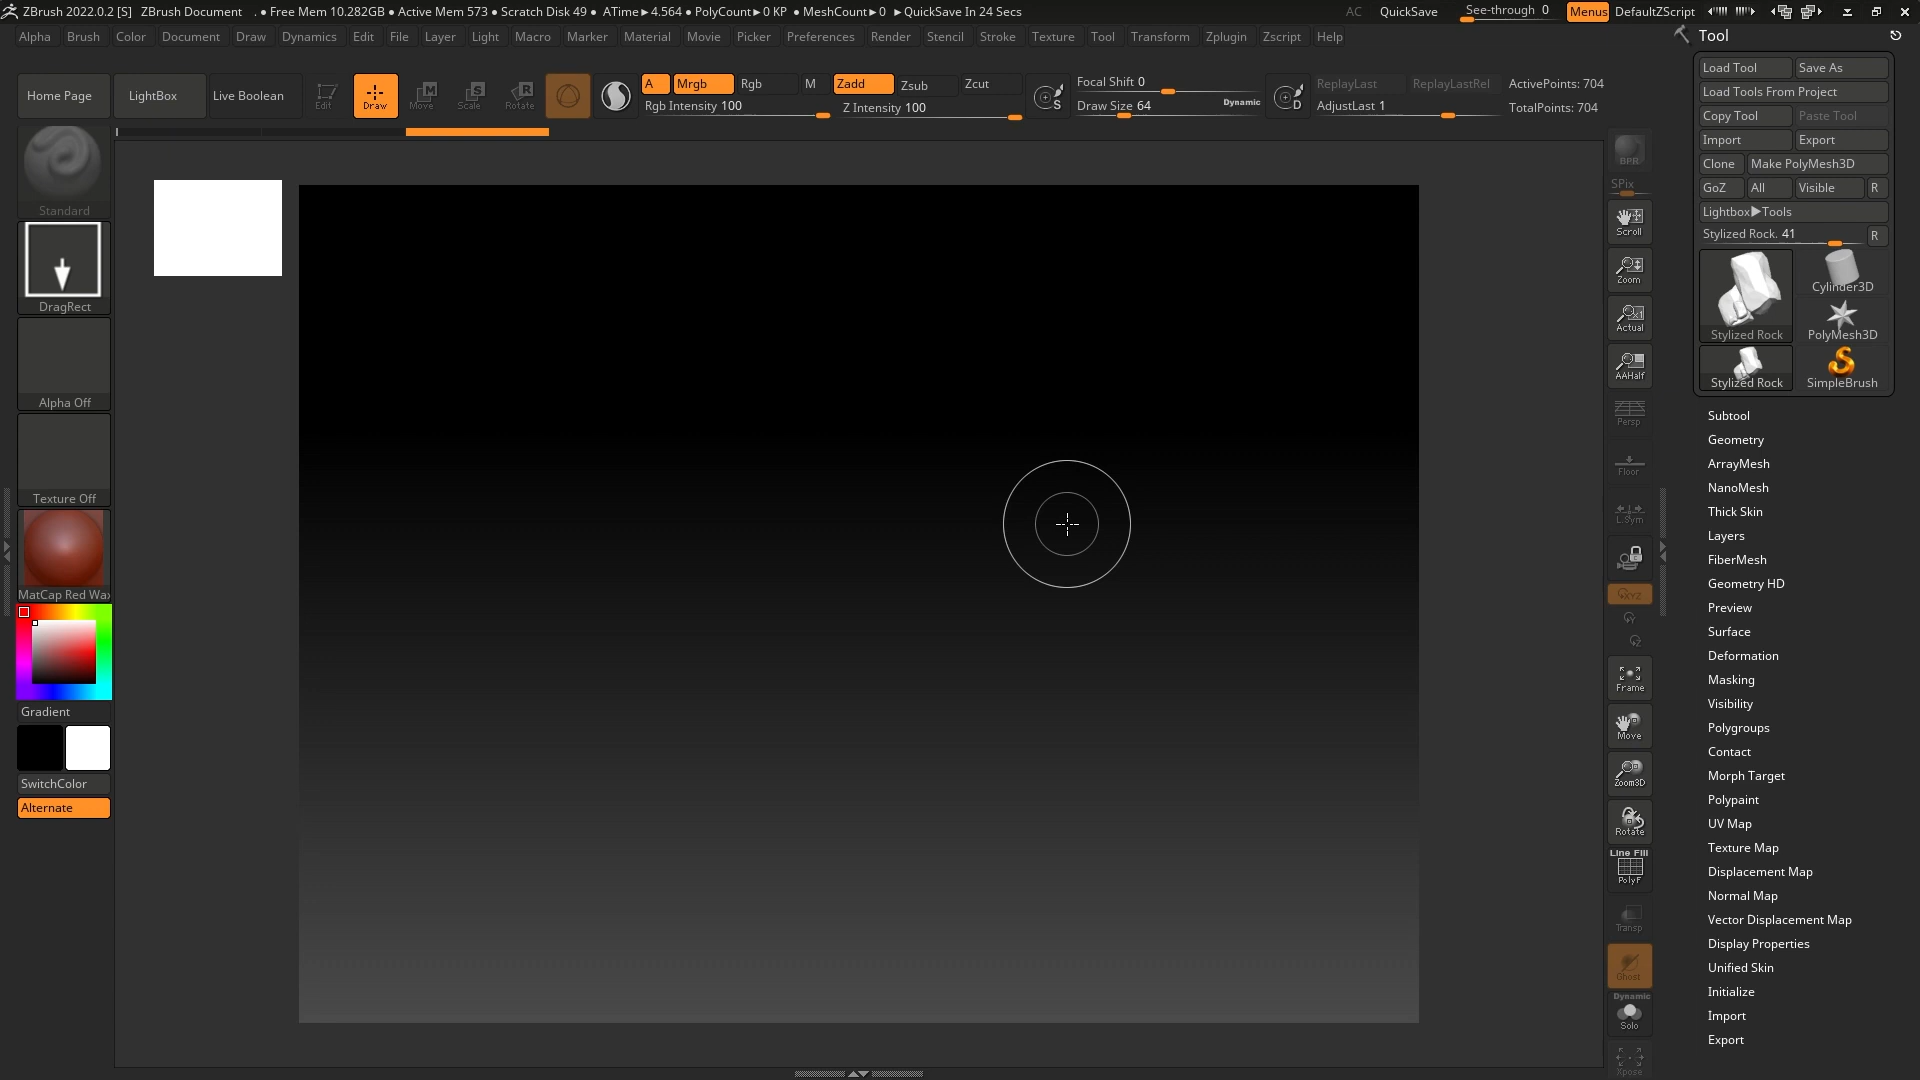 ZBrush 2022.0.2 [S] ZBrush Document . ● Free Mem 10.282GB ● Active Mem 573 ● Scratch Disk 49 ● ATime►4.564 ● PolyCount►0 KP ● MeshCount►0 ►QuickSave In 24 Secs AC QuickSave See-through 0 Menus DefaultZScript
Alpha Brush Color Document Draw Dynamics Edit File Layer Light Macro Marker Material Movie Picker Preferences Render Stencil Stroke Texture Tool Transform Zplugin Zscript Help
Home Page LightBox Live Boolean
Edit Draw Move Scale Rotate
A Mrgb Rgb M Zadd Zsub Zcut
Rgb Intensity 100 Z Intensity 100
Focal Shift 0
Draw Size 64 Dynamic
ReplayLast ReplayLastRel ActivePoints: 704
AdjustLast 1 TotalPoints: 704
Standard
DragRect
Alpha Off
Texture Off
MatCap Red Wax
Gradient
SwitchColor
Alternate
BPR
SPix
Scroll
Zoom
Actual
AAHalf
Persp
Floor
L.Sym
XYZ
Y
Z
Frame
Move
Zoom3D
Rotate
Line Fill
PolyF
Transp
Ghost
Dynamic
Solo
Xpose
Tool
Load Tool Save As
Load Tools From Project
Copy Tool Paste Tool
Import Export
Clone Make PolyMesh3D
GoZ All Visible R
Lightbox►Tools
Stylized Rock. 41 R
Stylized Rock Cylinder3D
PolyMesh3D
Stylized Rock SimpleBrush
Subtool
Geometry
ArrayMesh
NanoMesh
Thick Skin
Layers
FiberMesh
Geometry HD
Preview
Surface
Deformation
Masking
Visibility
Polygroups
Contact
Morph Target
Polypaint
UV Map
Texture Map
Displacement Map
Normal Map
Vector Displacement Map
Display Properties
Unified Skin
Initialize
Import
Export